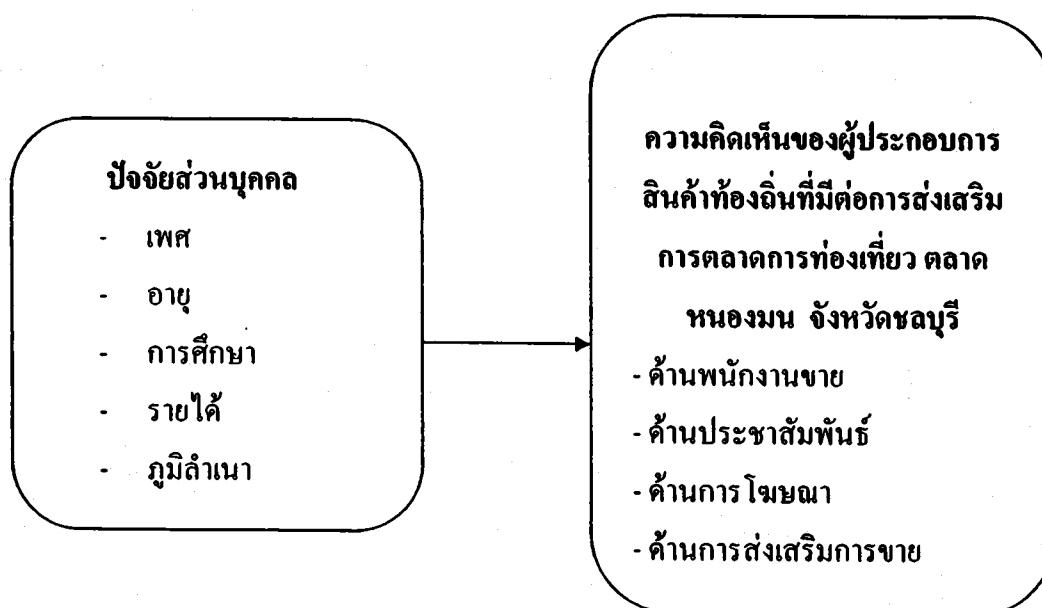 ปัจจัยส่วนบุคคล
- เพศ
- อายุ
- การศึกษา
- รายได้
- ภูมิลำเนา
ความคิดเห็นของผู้ประกอบการ
สินค้าท้องถิ่นที่มีต่อการส่งเสริม
การตลาดการท่องเที่ยว ตลาด
หนองมน จังหวัดชลบุรี
- ด้านพนักงานขาย
- ด้านประชาสัมพันธ์
- ด้านการโฆษณา
- ด้านการส่งเสริมการขาย